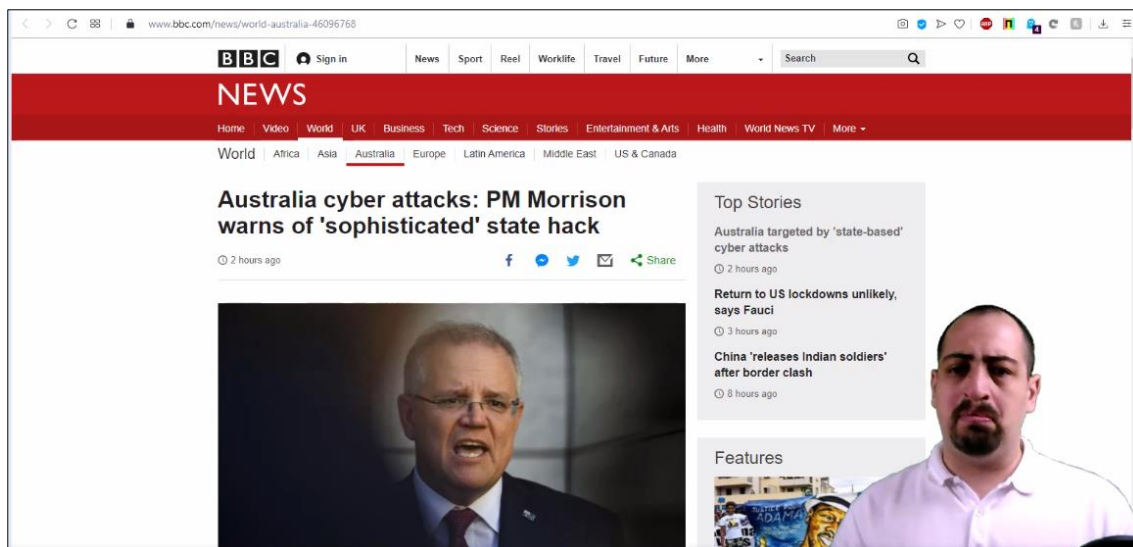 www.bbc.com/news/world-australia-46096768
BBC Sign in News Sport Reel Worklife Travel Future More Search
NEWS
Home Video World UK Business Tech Science Stories Entertainment & Arts Health World News TV More
World Africa Asia Australia Europe Latin America Middle East US & Canada
Australia cyber attacks: PM Morrison
warns of 'sophisticated' state hack
2 hours ago
Share
Top Stories
Australia targeted by 'state-based'
cyber attacks
2 hours ago
Return to US lockdowns unlikely,
says Fauci
3 hours ago
China 'releases Indian soldiers'
after border clash
8 hours ago
Features
JUSTICE
ADAMA